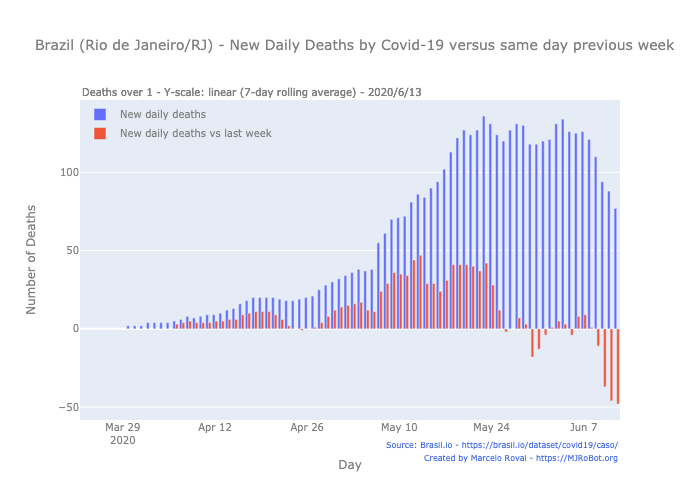 Brazil (Rio de Janeiro/RJ) - New Daily Deaths by Covid-19 versus same day previous week
Deaths over 1 - Y-scale: linear (7-day rolling average) - 2020/6/13
New daily deaths
New daily deaths vs last week
Number of Deaths
100
50
0
−50
Mar 29 Apr 12 Apr 26 May 10 May 24 Jun 7
2020
Source: Brasil.io - https://brasil.io/dataset/covid19/caso/
Created by Marcelo Rovai - https://MJRoBot.org
Day